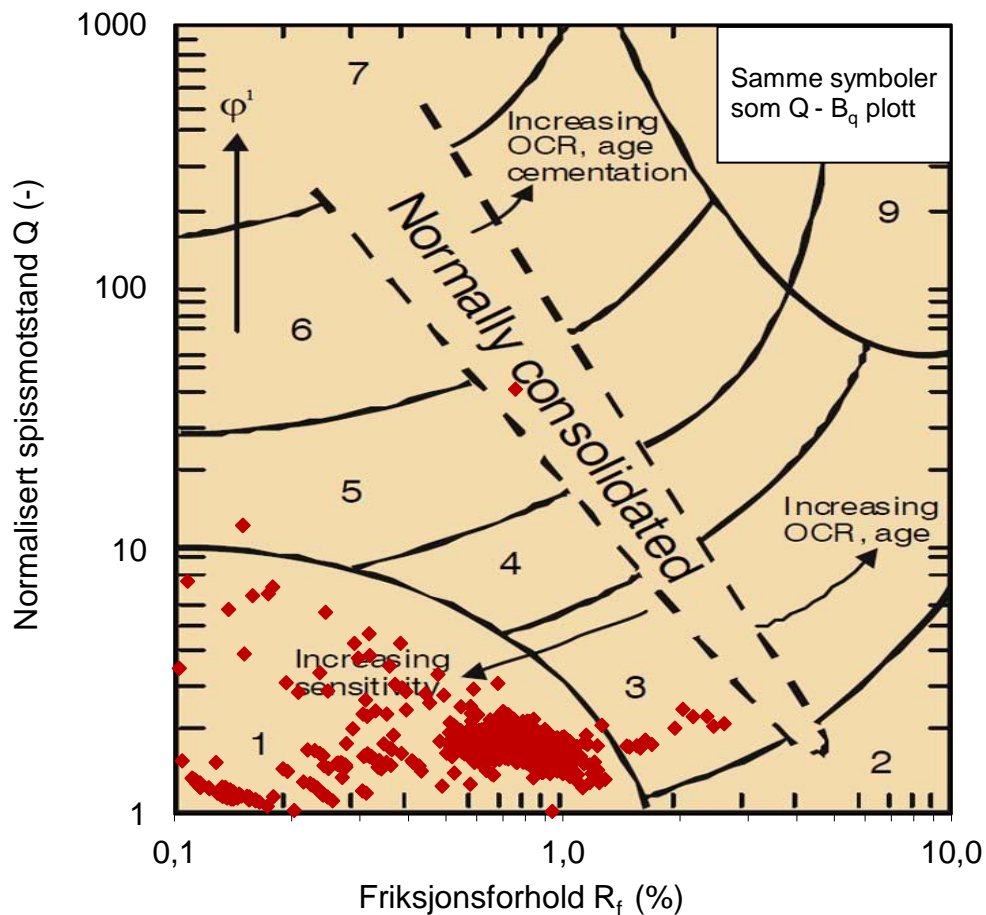 Normalisert spissmotstand Q (-)
1000
100
10
1
7
φ¹
Increasing
OCR, age
cementation
Samme symboler
som Q - Bq plott
9
6
Normally consolidated
5
4
Increasing
OCR, age
Increasing
sensitivity
3
1
2
0,1
1,0
10,0
Friksjonsforhold Rf (%)